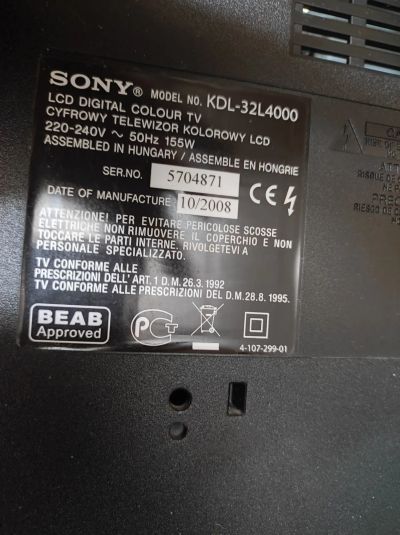 SONY® MODEL NO. KDL-32L4000
LCD DIGITAL COLOUR TV
CYFROWY TELEWIZOR KOLOROWY LCD
220-240V ~ 50Hz 155W
ASSEMBLED IN HUNGARY / ASSEMBLE EN HONGRIE
SER.NO. 5704871
DATE OF MANUFACTURE: 10/2008
CE
ATTENZIONE! PER EVITARE PERICOLOSE SCOSSE
ELETTRICHE NON RIMUOVERE IL COPERCHIO E NON
TOCCARE LE PARTI INTERNE. RIVOLGETEVI A
PERSONALE SPECIALIZZATO.
TV CONFORME ALLE
PRESCRIZIONI DELL'ART.1 D.M.26.3.1992
TV CONFORME ALLE PRESCRIZIONI DEL D.M.28.8.1995.
BEAB
Approved
4-107-299-01